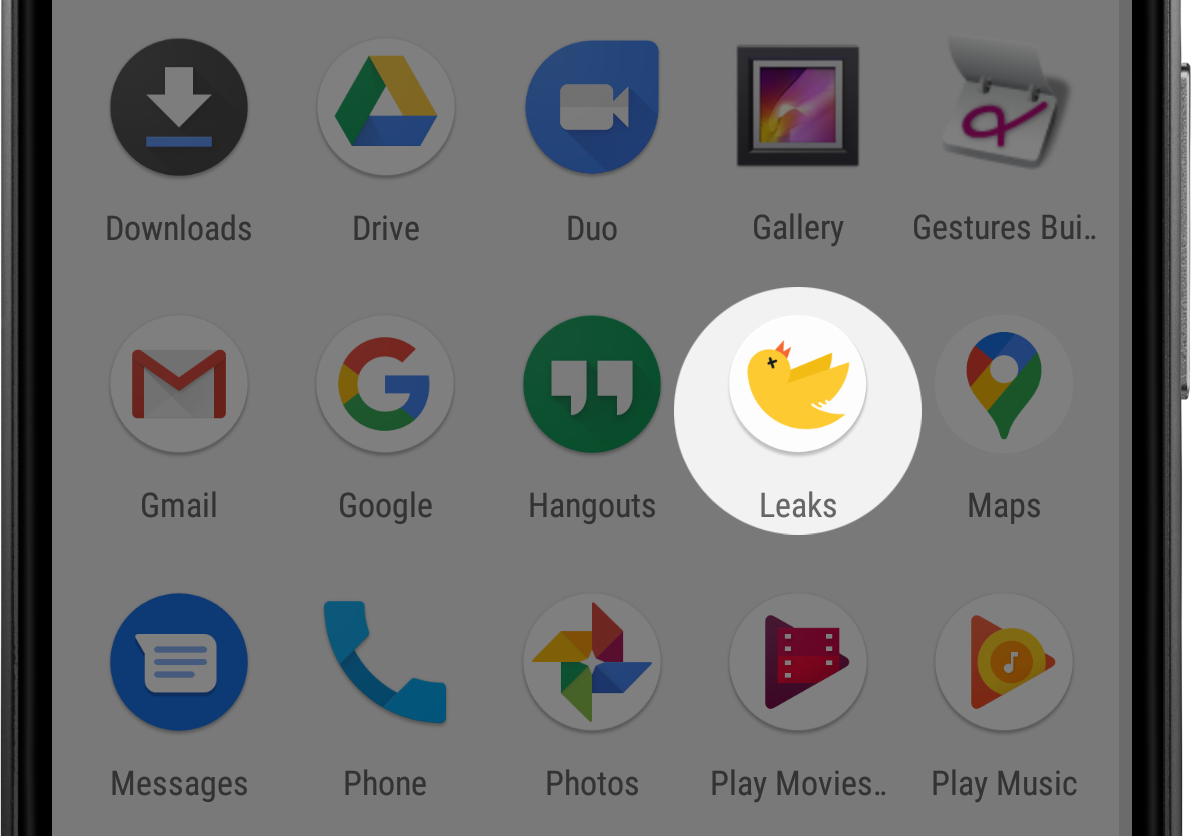 Downloads
Drive
Duo
Gallery
Gestures Bui..
Gmail
Google
Hangouts
Leaks
Maps
Messages
Phone
Photos
Play Movies..
Play Music